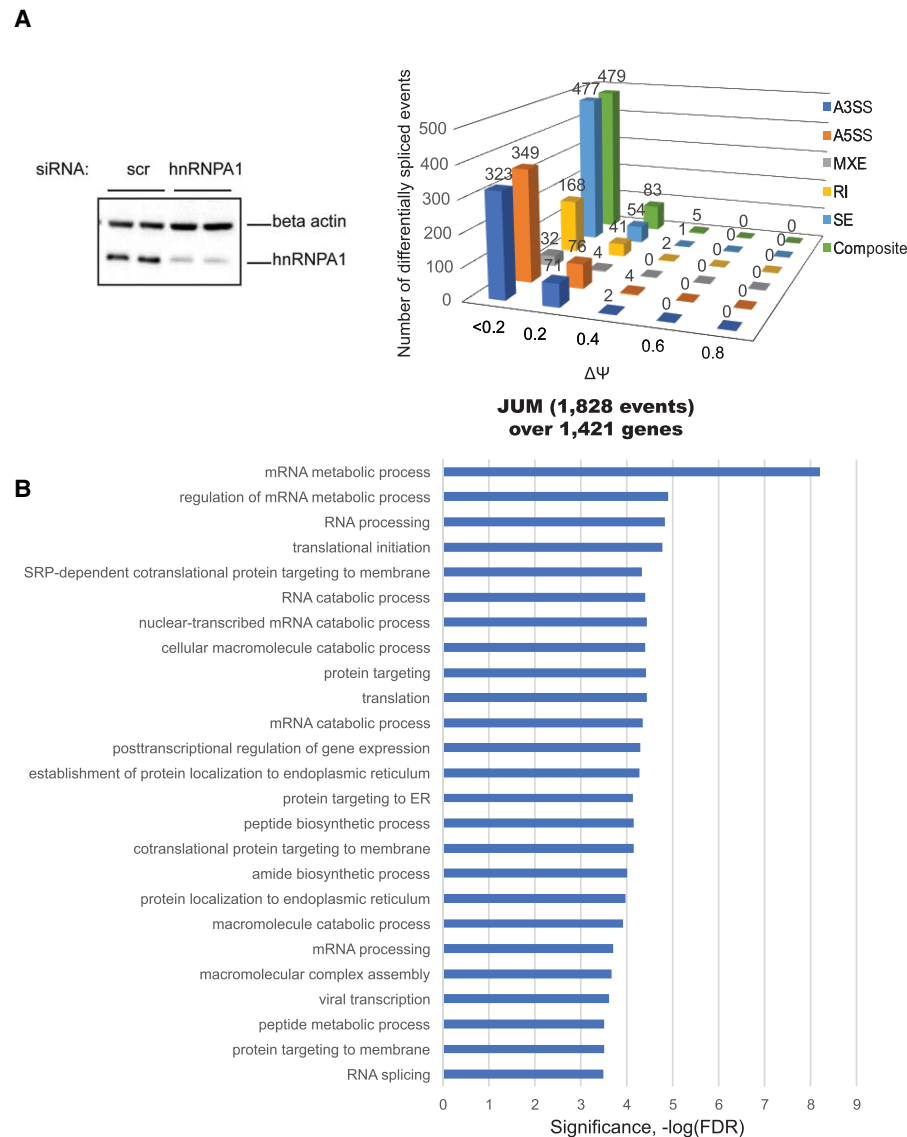 A
siRNA: scr hnRNPA1
beta actin
hnRNPA1
Number of differentially spliced events
500
400
300
200
100
0
323 349 32 168 477 479
71 76 4 41 54 83
2 4 0 0 2 1 5
0 0 0 0 0 0
0 0 0 0 0 0
<0.2 0.2 0.4 0.6 0.8
ΔΨ
A3SS
A5SS
MXE
RI
SE
Composite
JUM (1,828 events)
over 1,421 genes
B
mRNA metabolic process
regulation of mRNA metabolic process
RNA processing
translational initiation
SRP-dependent cotranslational protein targeting to membrane
RNA catabolic process
nuclear-transcribed mRNA catabolic process
cellular macromolecule catabolic process
protein targeting
translation
mRNA catabolic process
posttranscriptional regulation of gene expression
establishment of protein localization to endoplasmic reticulum
protein targeting to ER
peptide biosynthetic process
cotranslational protein targeting to membrane
amide biosynthetic process
protein localization to endoplasmic reticulum
macromolecule catabolic process
mRNA processing
macromolecular complex assembly
viral transcription
peptide metabolic process
protein targeting to membrane
RNA splicing
0 1 2 3 4 5 6 7 8 9
Significance, -log(FDR)